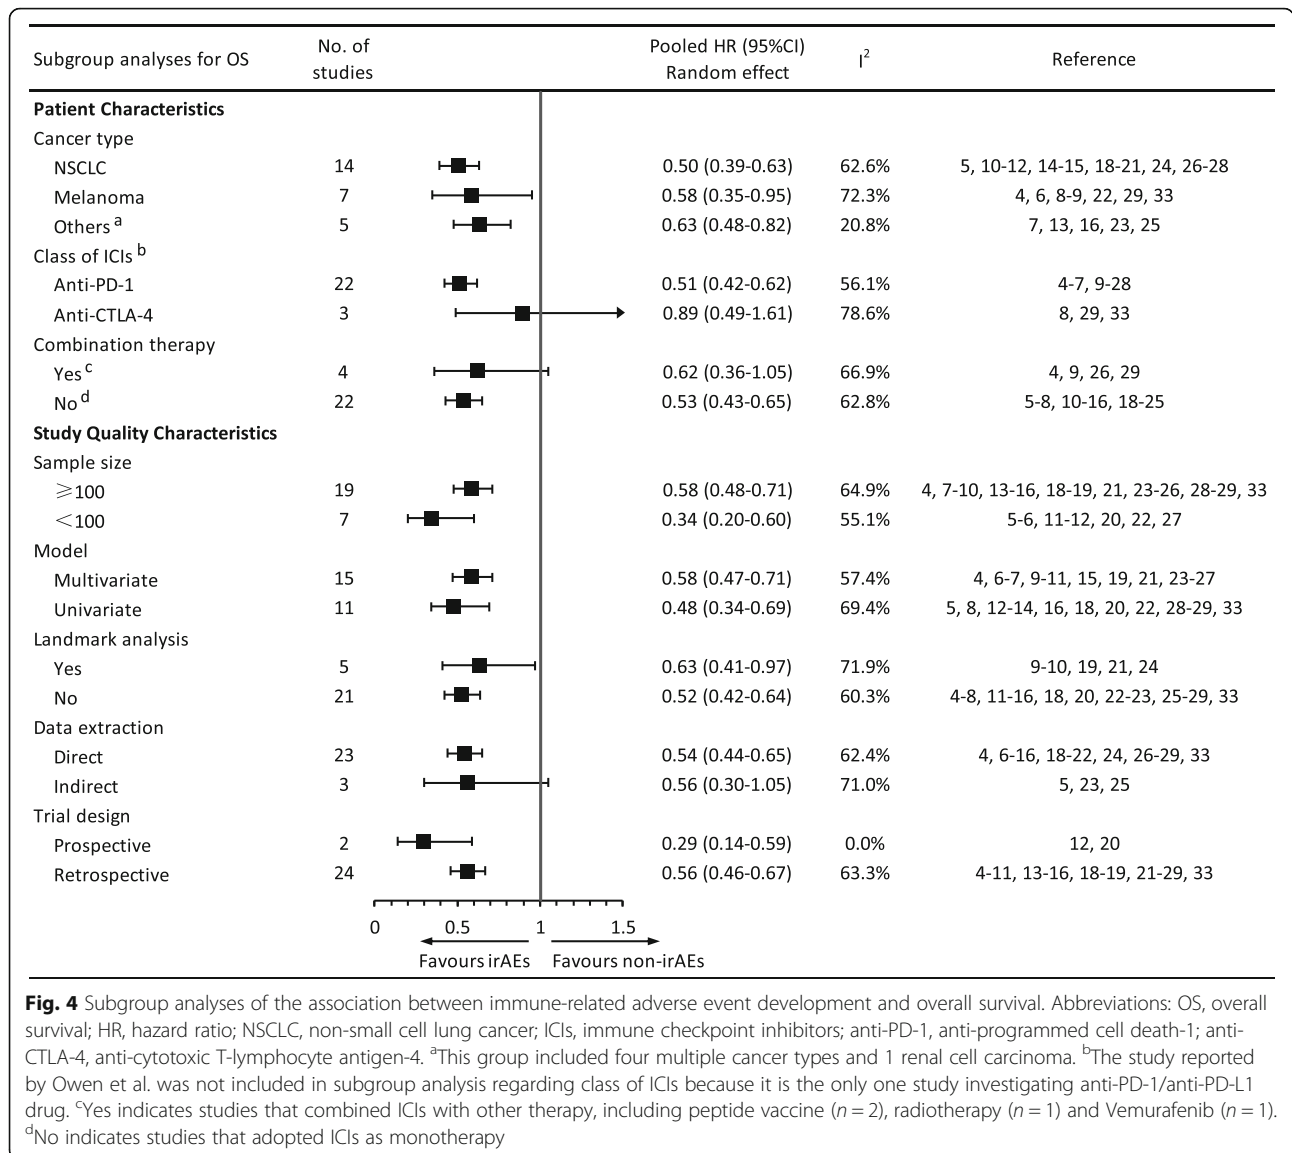 Subgroup analyses for OS No. of studies Pooled HR (95%CI) Random effect I² Reference
Patient Characteristics
Cancer type
NSCLC 14 0.50 (0.39-0.63) 62.6% 5, 10-12, 14-15, 18-21, 24, 26-28
Melanoma 7 0.58 (0.35-0.95) 72.3% 4, 6, 8-9, 22, 29, 33
Others a 5 0.63 (0.48-0.82) 20.8% 7, 13, 16, 23, 25
Class of ICIs b
Anti-PD-1 22 0.51 (0.42-0.62) 56.1% 4-7, 9-28
Anti-CTLA-4 3 0.89 (0.49-1.61) 78.6% 8, 29, 33
Combination therapy
Yes c 4 0.62 (0.36-1.05) 66.9% 4, 9, 26, 29
No d 22 0.53 (0.43-0.65) 62.8% 5-8, 10-16, 18-25
Study Quality Characteristics
Sample size
⩾100 19 0.58 (0.48-0.71) 64.9% 4, 7-10, 13-16, 18-19, 21, 23-26, 28-29, 33
<100 7 0.34 (0.20-0.60) 55.1% 5-6, 11-12, 20, 22, 27
Model
Multivariate 15 0.58 (0.47-0.71) 57.4% 4, 6-7, 9-11, 15, 19, 21, 23-27
Univariate 11 0.48 (0.34-0.69) 69.4% 5, 8, 12-14, 16, 18, 20, 22, 28-29, 33
Landmark analysis
Yes 5 0.63 (0.41-0.97) 71.9% 9-10, 19, 21, 24
No 21 0.52 (0.42-0.64) 60.3% 4-8, 11-16, 18, 20, 22-23, 25-29, 33
Data extraction
Direct 23 0.54 (0.44-0.65) 62.4% 4, 6-16, 18-22, 24, 26-29, 33
Indirect 3 0.56 (0.30-1.05) 71.0% 5, 23, 25
Trial design
Prospective 2 0.29 (0.14-0.59) 0.0% 12, 20
Retrospective 24 0.56 (0.46-0.67) 63.3% 4-11, 13-16, 18-19, 21-29, 33
0 0.5 1 1.5
Favours irAEs Favours non-irAEs
Fig. 4 Subgroup analyses of the association between immune-related adverse event development and overall survival. Abbreviations: OS, overall
survival; HR, hazard ratio; NSCLC, non-small cell lung cancer; ICIs, immune checkpoint inhibitors; anti-PD-1, anti-programmed cell death-1; anti-
CTLA-4, anti-cytotoxic T-lymphocyte antigen-4. aThis group included four multiple cancer types and 1 renal cell carcinoma. bThe study reported
by Owen et al. was not included in subgroup analysis regarding class of ICIs because it is the only one study investigating anti-PD-1/anti-PD-L1
drug. cYes indicates studies that combined ICIs with other therapy, including peptide vaccine (n = 2), radiotherapy (n = 1) and Vemurafenib (n = 1).
dNo indicates studies that adopted ICIs as monotherapy